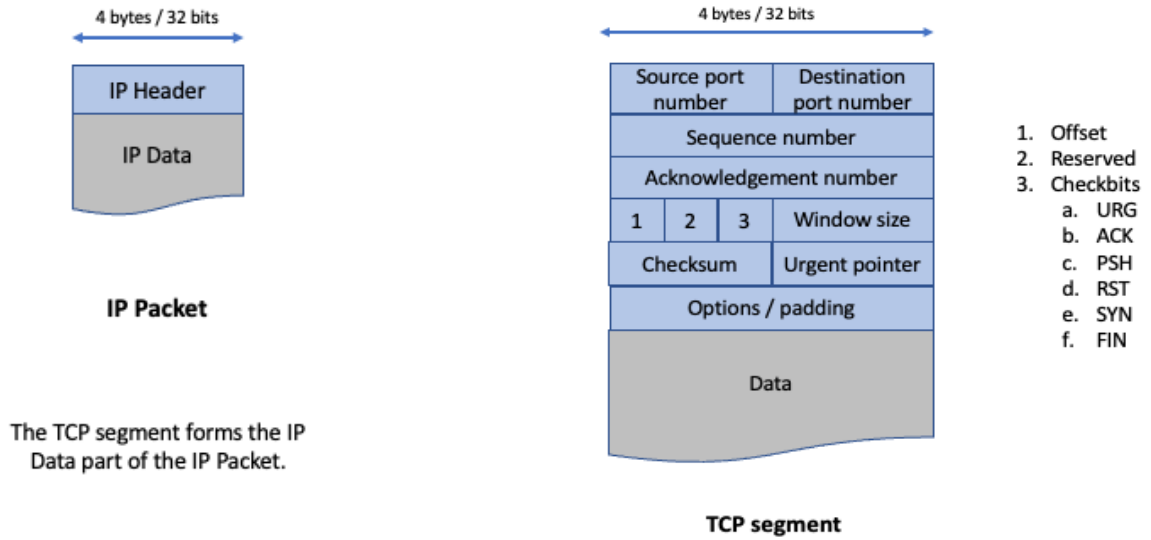 4 bytes / 32 bits
IP Header
IP Data
IP Packet
The TCP segment forms the IP
Data part of the IP Packet.
4 bytes / 32 bits
Source port
number
Destination
port number
Sequence number
Acknowledgement number
1 2 3 Window size
Checksum Urgent pointer
Options / padding
Data
TCP segment
1. Offset
2. Reserved
3. Checkbits
a. URG
b. ACK
c. PSH
d. RST
e. SYN
f. FIN